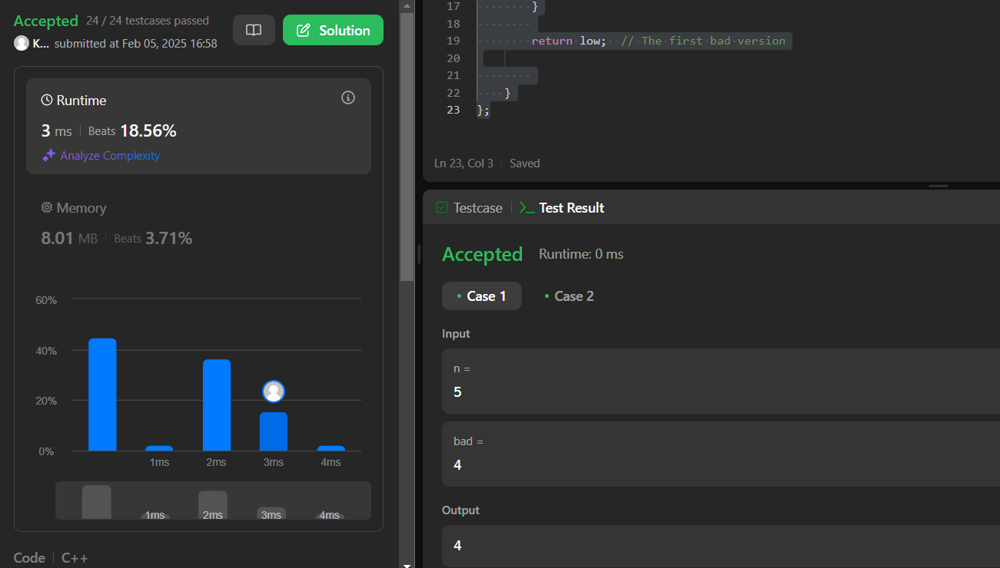 Accepted 24 / 24 testcases passed
Solution
K... submitted at Feb 05, 2025 16:58
Runtime
3 ms Beats 18.56%
Analyze Complexity
Memory
8.01 MB Beats 3.71%
60%
40%
20%
0%
1ms 2ms 3ms 4ms
1ms 2ms 3ms 4ms
Code C++
17 }
18
19 return low; // The first bad version
20
21
22 }
23 };
Ln 23, Col 3 Saved
Testcase >_ Test Result
Accepted Runtime: 0 ms
• Case 1 • Case 2
Input
n =
5
bad =
4
Output
4